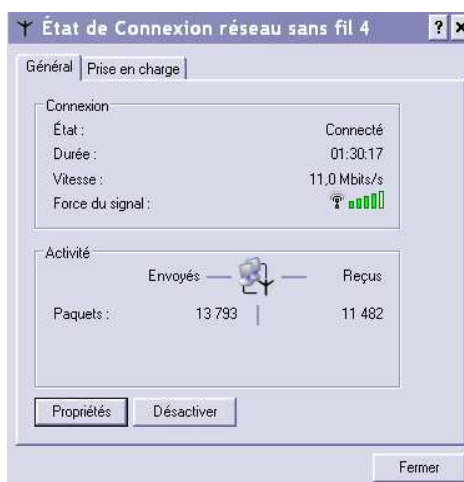 État de Connexion réseau sans fil 4
Général Prise en charge
Connexion
État : Connecté
Durée : 01:30:17
Vitesse : 11,0 Mbits/s
Force du signal :
Activité
Envoyés — — Reçus
Paquets : 13 793 | 11 482
Propriétés Désactiver
Fermer